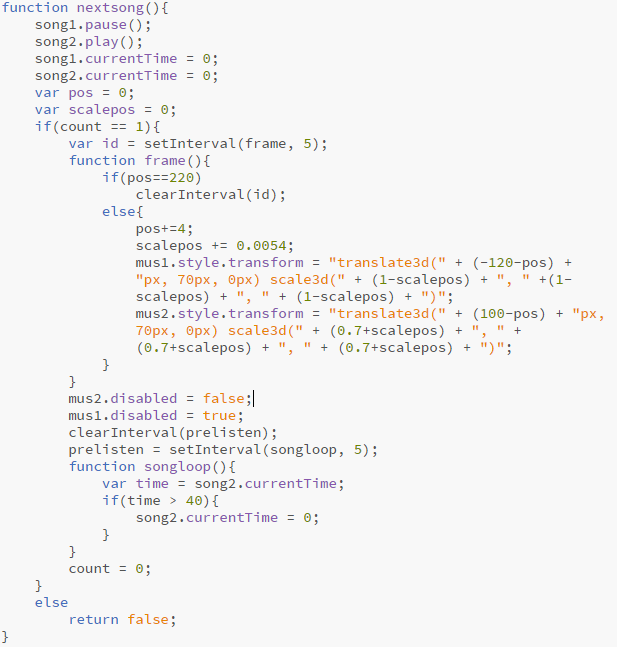 function nextsong(){
    song1.pause();
    song2.play();
    song1.currentTime = 0;
    song2.currentTime = 0;
    var pos = 0;
    var scalepos = 0;
    if(count == 1){
        var id = setInterval(frame, 5);
        function frame(){
            if(pos==220)
                clearInterval(id);
            else{
                pos+=4;
                scalepos += 0.0054;
                mus1.style.transform = "translate3d(" + (-120-pos) +
                "px, 70px, 0px) scale3d(" + (1-scalepos) + ", " +(1-
                scalepos) + ", " + (1-scalepos) + ")";
                mus2.style.transform = "translate3d(" + (100-pos) + "px,
                70px, 0px) scale3d(" + (0.7+scalepos) + ", " +
                (0.7+scalepos) + ", " + (0.7+scalepos) + ")";
            }
        }
        mus2.disabled = false;
        mus1.disabled = true;
        clearInterval(prelisten);
        prelisten = setInterval(songloop, 5);
        function songloop(){
            var time = song2.currentTime;
            if(time > 40){
                song2.currentTime = 0;
            }
        }
        count = 0;
    }
    else
        return false;
}